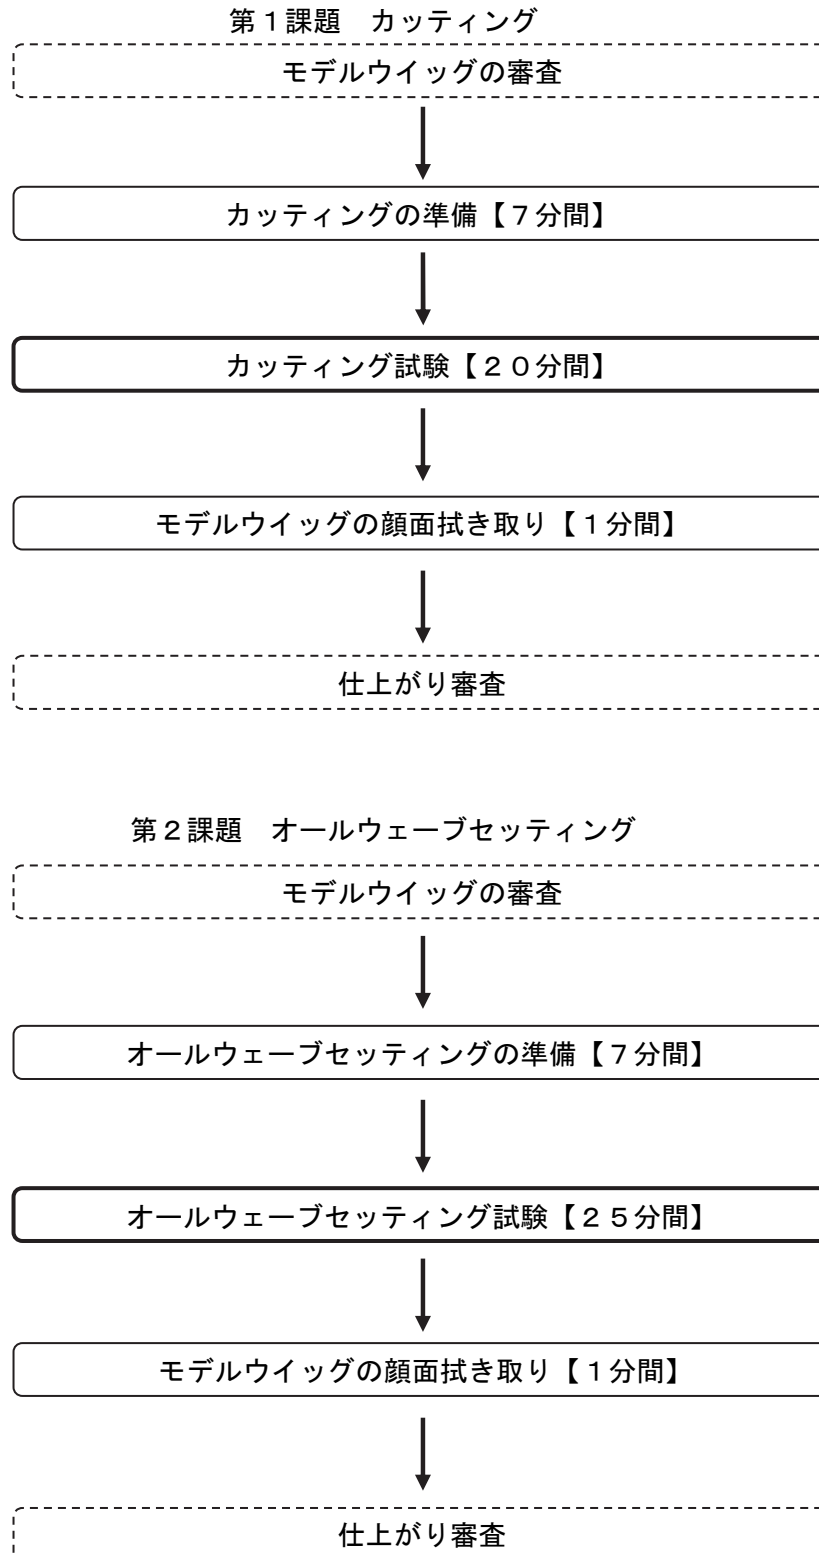 第１課題　カッティング
モデルウイッグの審査
カッティングの準備【７分間】
カッティング試験【２０分間】
モデルウイッグの顔面拭き取り【１分間】
仕上がり審査
第２課題　オールウェーブセッティング
モデルウイッグの審査
オールウェーブセッティングの準備【７分間】
オールウェーブセッティング試験【２５分間】
モデルウイッグの顔面拭き取り【１分間】
仕上がり審査